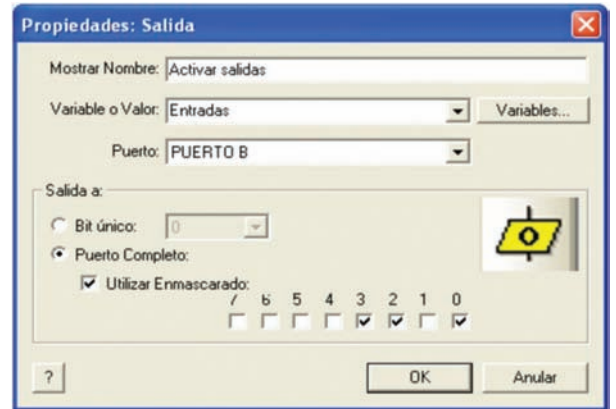 Propiedades: Salida
Mostrar Nombre: Activar salidas
Variable o Valor: Entradas Variables...
Puerto: PUERTO B
Salida a:
Bit único: 0
Puerto Completo:
Utilizar Enmascarado:
7 6 5 4 3 2 1 0
? OK Anular